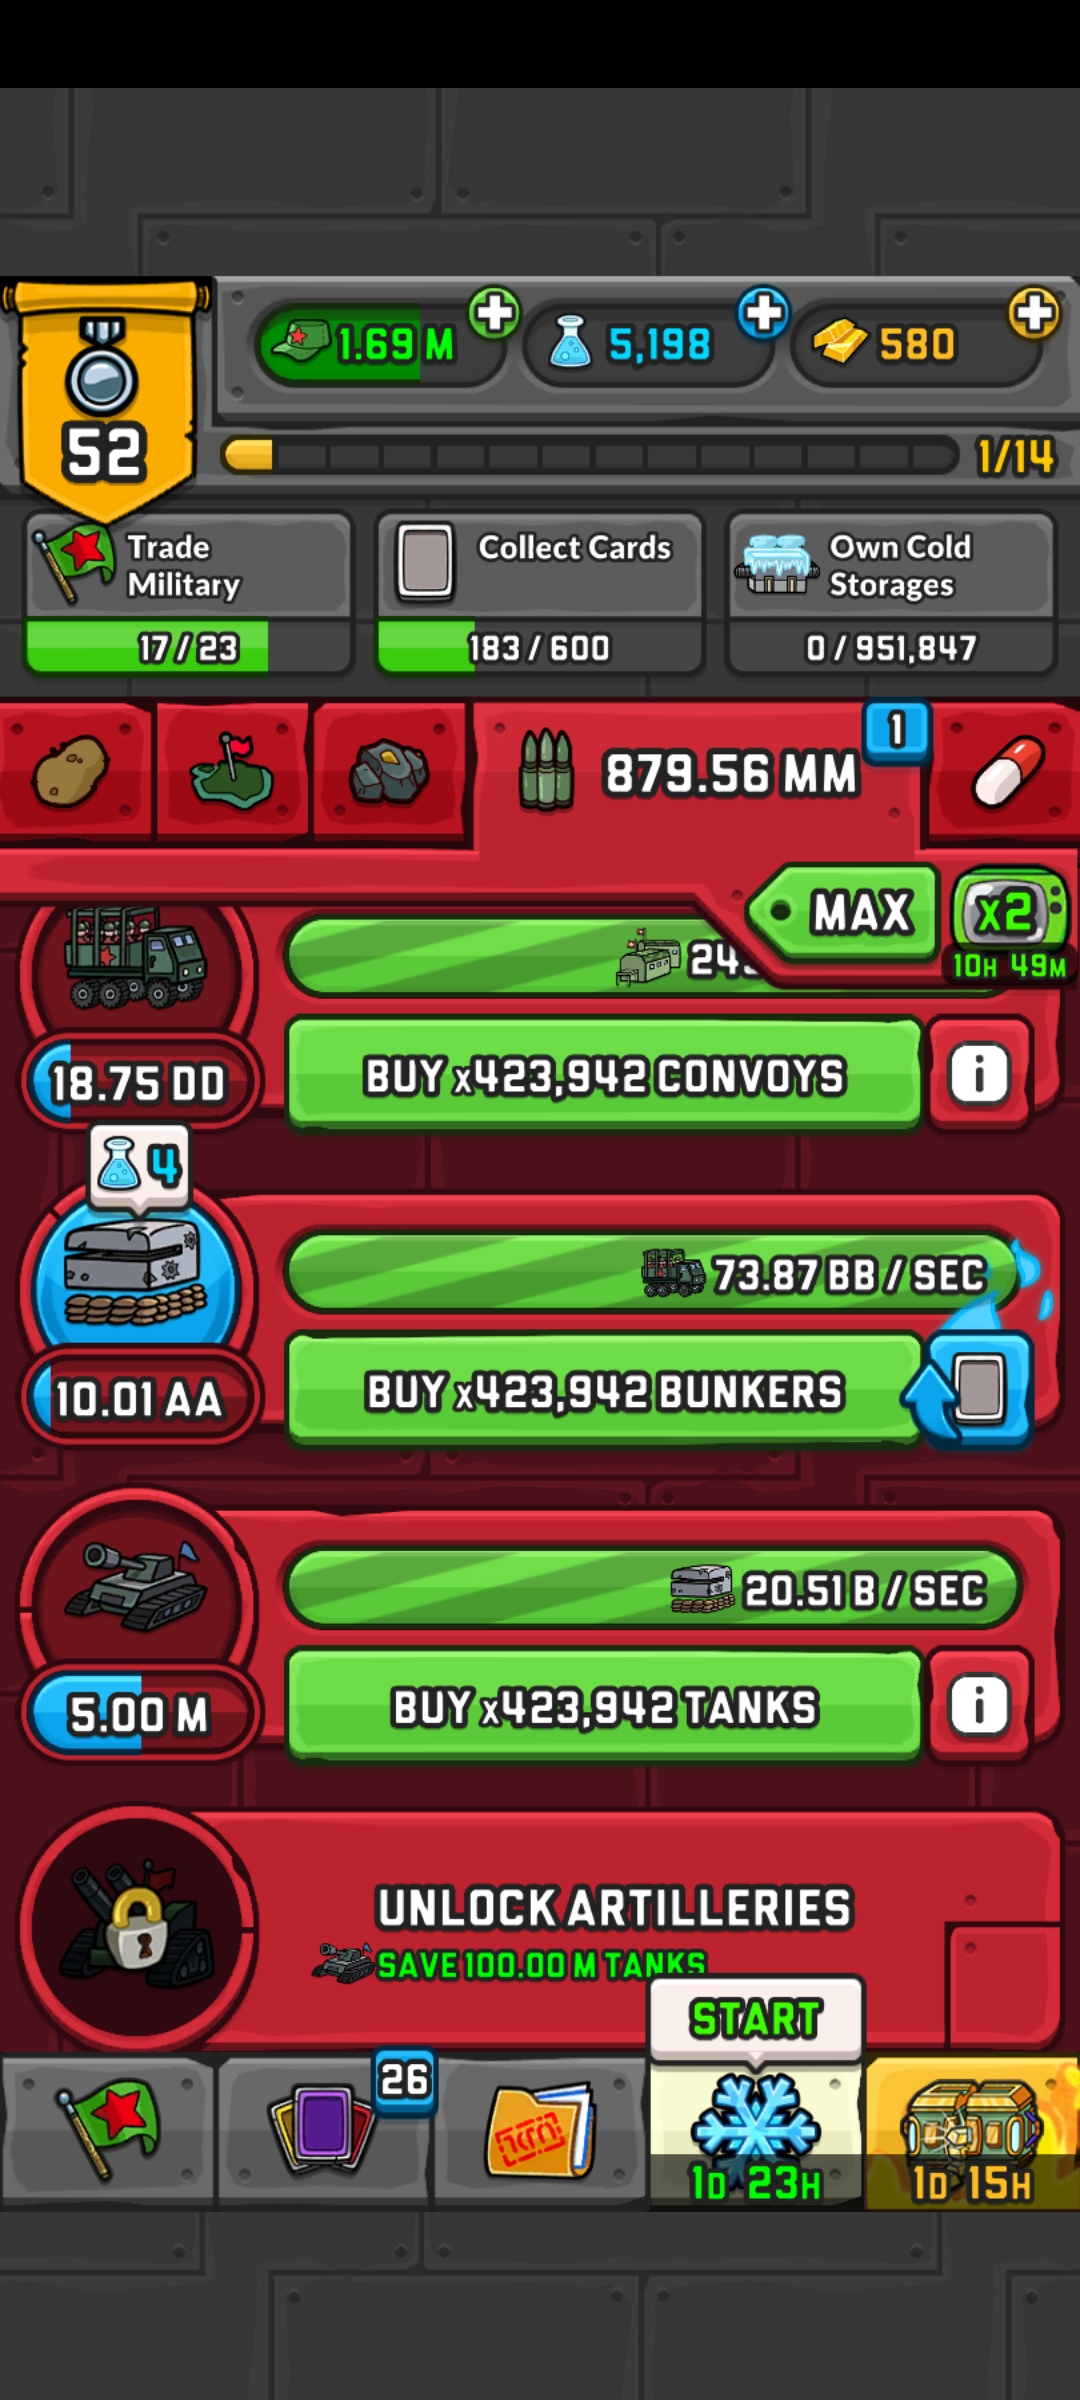 1.69 M
5,198
580
52
1/14
Trade
Military
17 / 23
Collect Cards
183 / 600
Own Cold
Storages
0 / 951,847
879.56 MM
1
MAX
x2
10H 49M
18.75 DD
BUY x423,942 CONVOYS
i
4
73.87 BB / SEC
10.01 AA
BUY x423,942 BUNKERS
20.51 B / SEC
5.00 M
BUY x423,942 TANKS
i
UNLOCK ARTILLERIES
SAVE 100.00 M TANKS
START
26
1D 23H
1D 15H